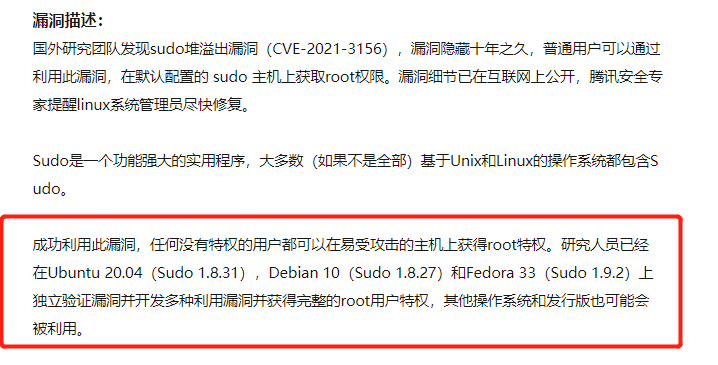 漏洞描述：
国外研究团队发现sudo堆溢出漏洞（CVE-2021-3156），漏洞隐藏十年之久，普通用户可以通过
利用此漏洞，在默认配置的 sudo 主机上获取root权限。漏洞细节已在互联网上公开，腾讯安全专
家提醒linux系统管理员尽快修复。
Sudo是一个功能强大的实用程序，大多数（如果不是全部）基于Unix和Linux的操作系统都包含S
udo。
成功利用此漏洞，任何没有特权的用户都可以在易受攻击的主机上获得root特权。研究人员已经
在Ubuntu 20.04（Sudo 1.8.31），Debian 10（Sudo 1.8.27）和Fedora 33（Sudo 1.9.2）上
独立验证漏洞并开发多种利用漏洞并获得完整的root用户特权，其他操作系统和发行版也可能会
被利用。